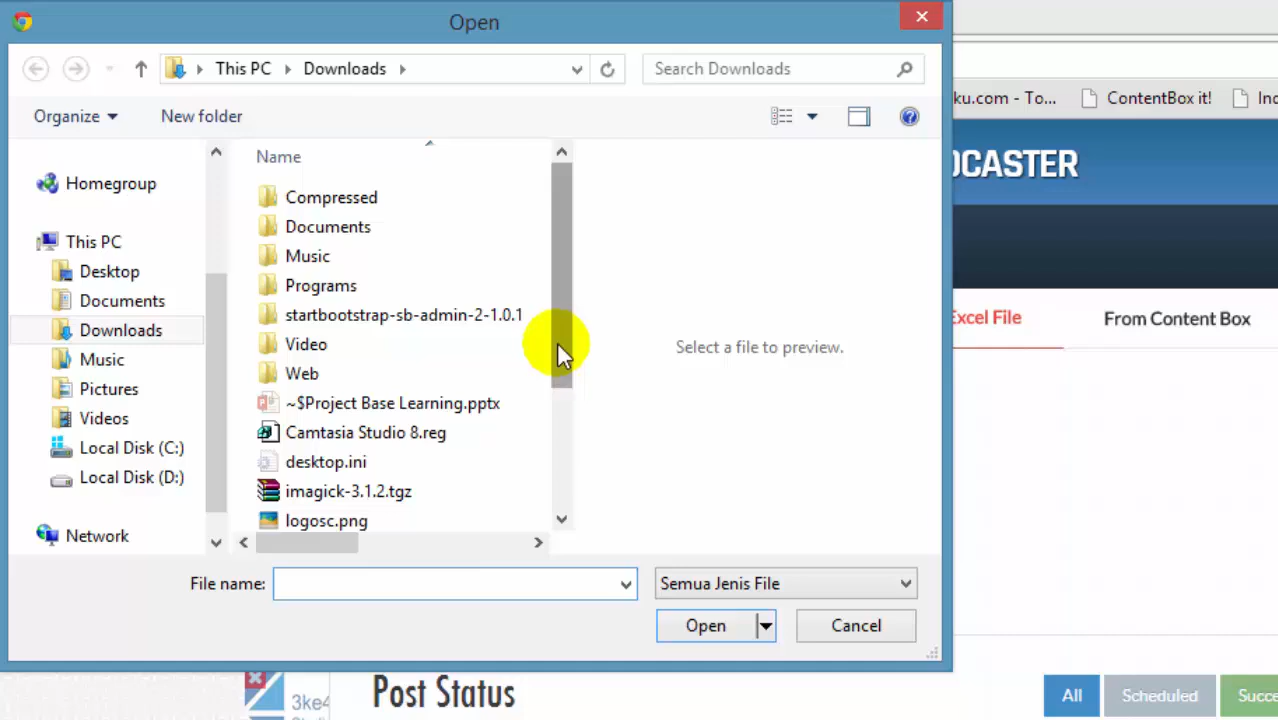 Open
This PC
Downloads
Search Downloads
Organize
New folder
Name
Homegroup
This PC
Desktop
Documents
Downloads
Music
Pictures
Videos
Local Disk (C:)
Local Disk (D:)
Network
Compressed
Documents
Music
Programs
startbootstrap-sb-admin-2-1.0.1
Video
Web
~$Project Base Learning.pptx
Camtasia Studio 8.reg
desktop.ini
imagick-3.1.2.tgz
logosc.png
Select a file to preview.
File name:
Semua Jenis File
Open
Cancel
ku.com - To...
ContentBox it!
OCASTER
Excel File
From Content Box
3ke4
Post Status
All
Scheduled